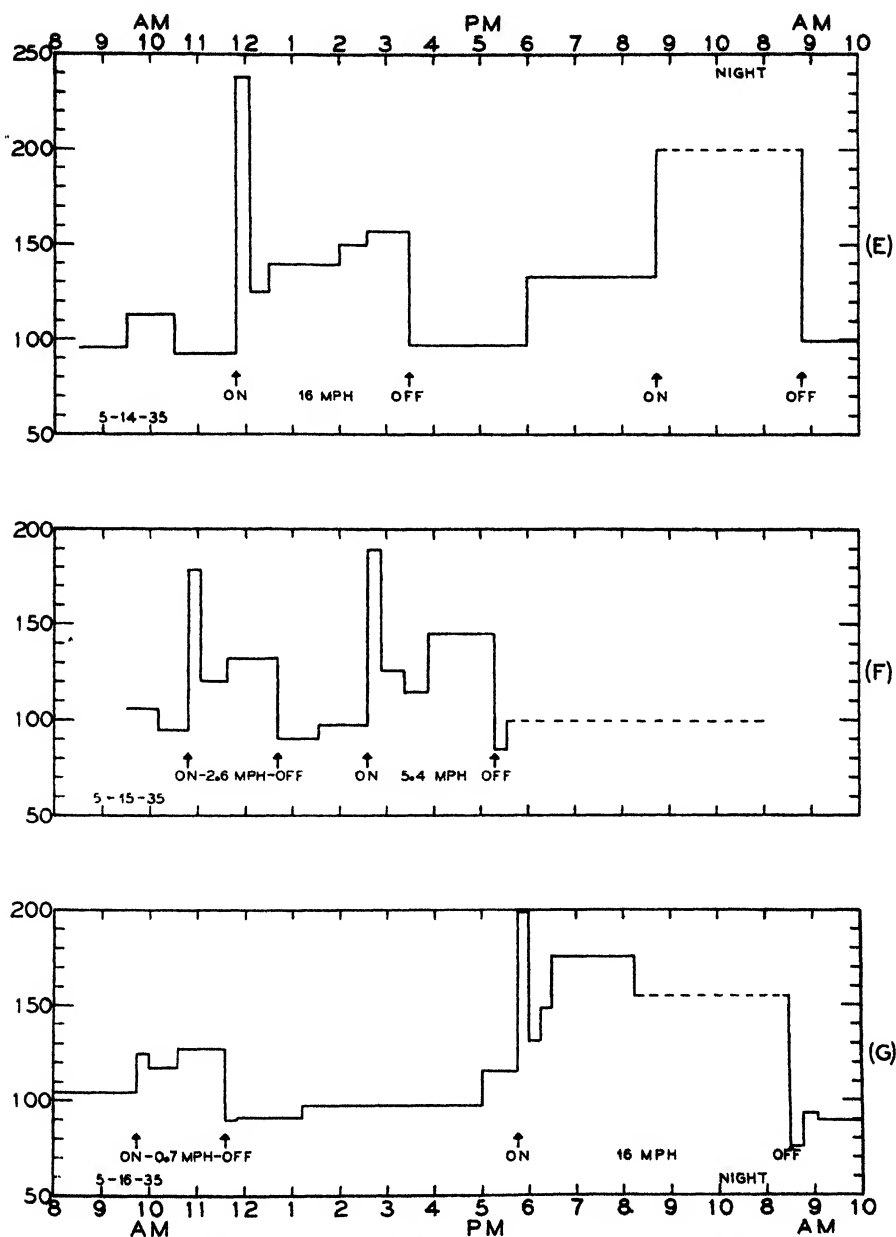 AM PM AM
8 9 10 11 12 1 2 3 4 5 6 7 8 9 10 8 9 10
250
NIGHT
200
150
(E)
100
ON 16 MPH OFF ON OFF
5-14-35
50
200
150
(F)
100
ON-2.6 MPH-OFF ON 5.4 MPH OFF
5-15-35
50
200
150
(G)
100
ON-0.7 MPH-OFF ON 16 MPH OFF
5-16-35 NIGHT
50
8 9 10 11 12 1 2 3 4 5 6 7 8 9 10 8 9 10
AM PM AM